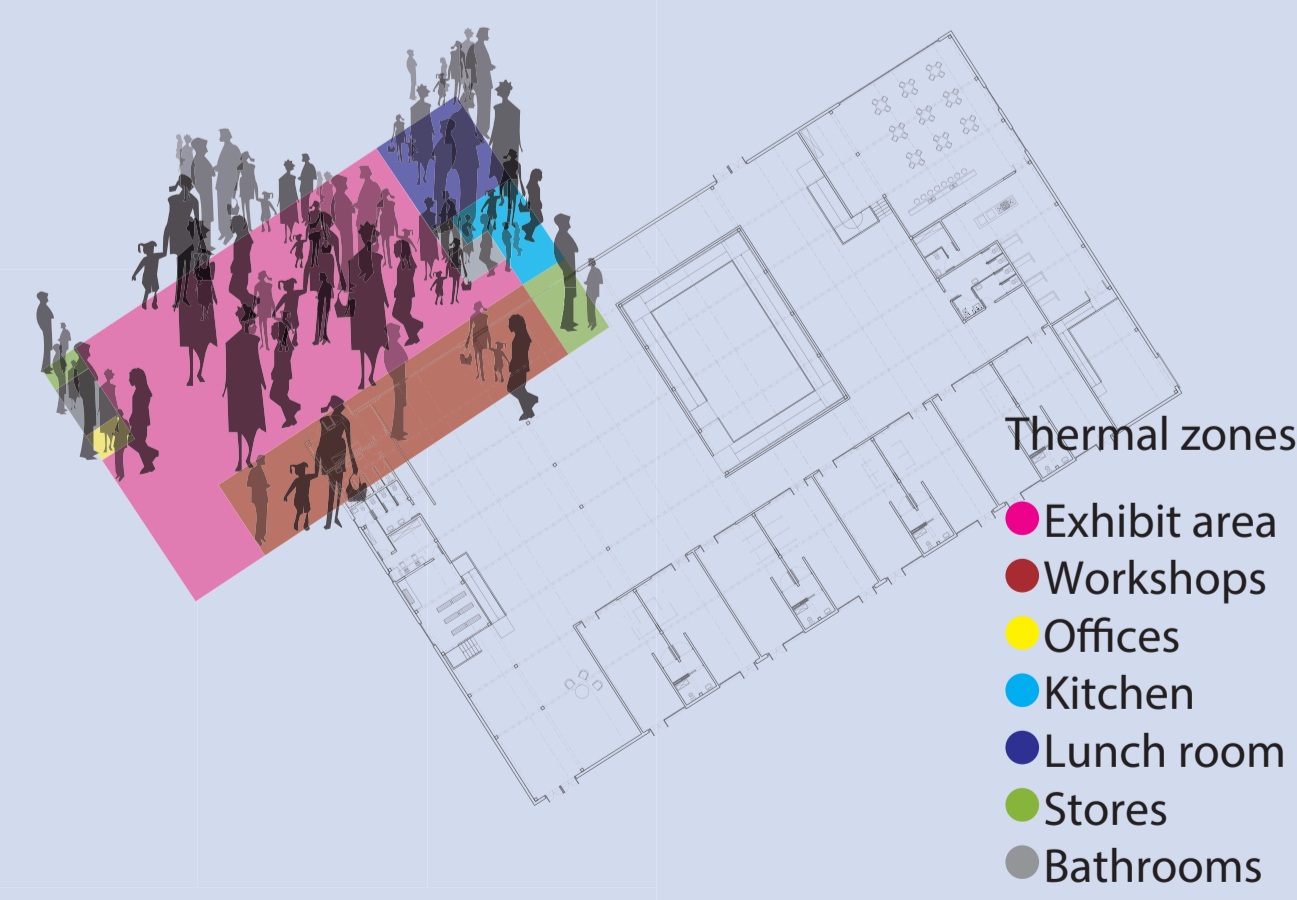 Thermal zones
Exhibit area
Workshops
Offices
Kitchen
Lunch room
Stores
Bathrooms